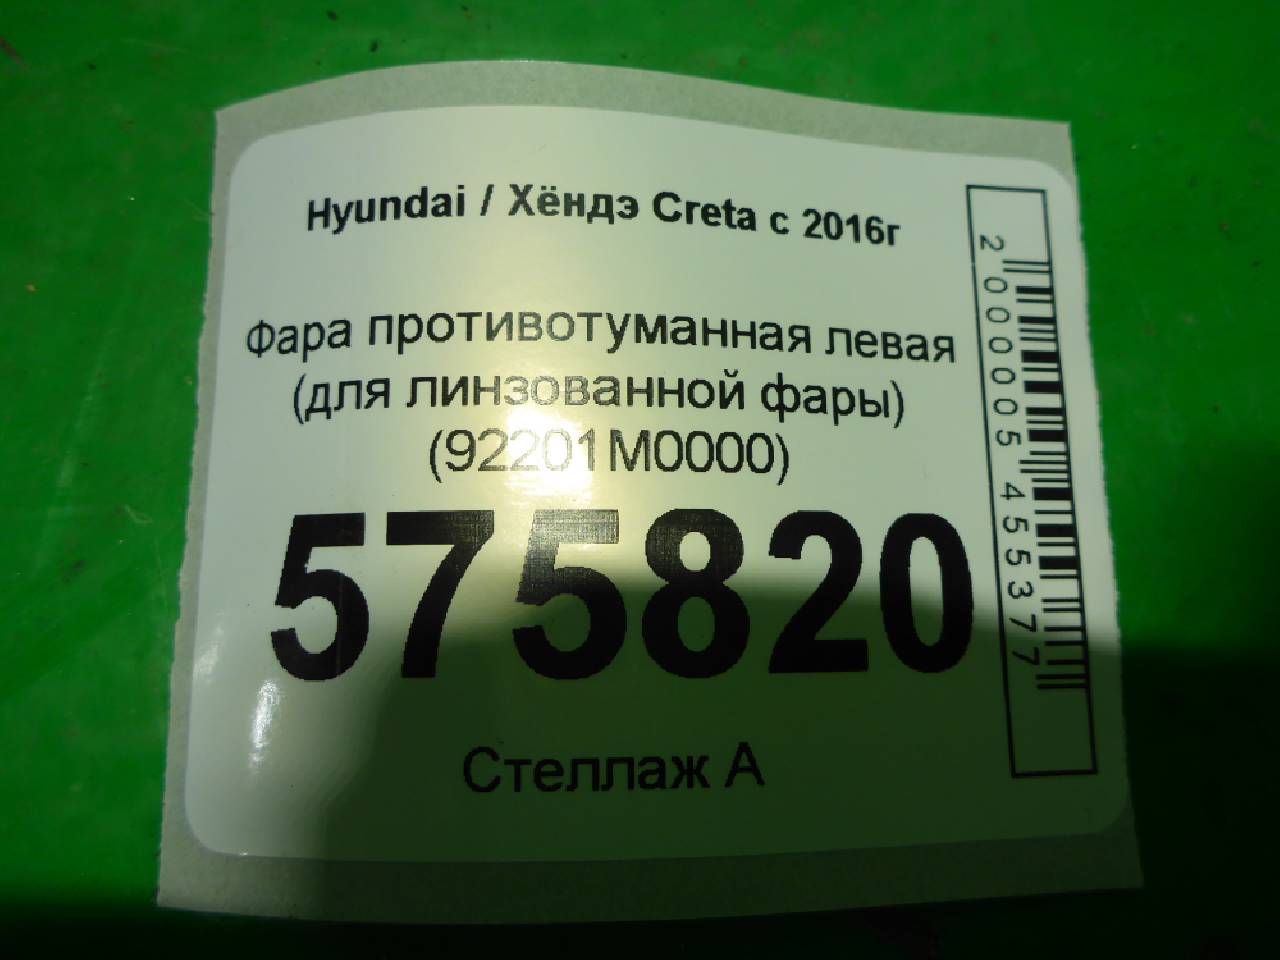 Hyundai / Хёндэ Creta с 2016г
Фара противотуманная левая
(для линзованной фары)
(92201M0000)
575820
Стеллаж А
2000005455377